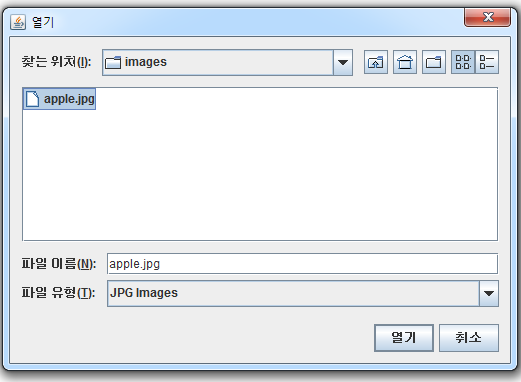 열기
찾는 위치(I): images
apple.jpg
파일 이름(N): apple.jpg
파일 유형(T): JPG Images
열기 취소